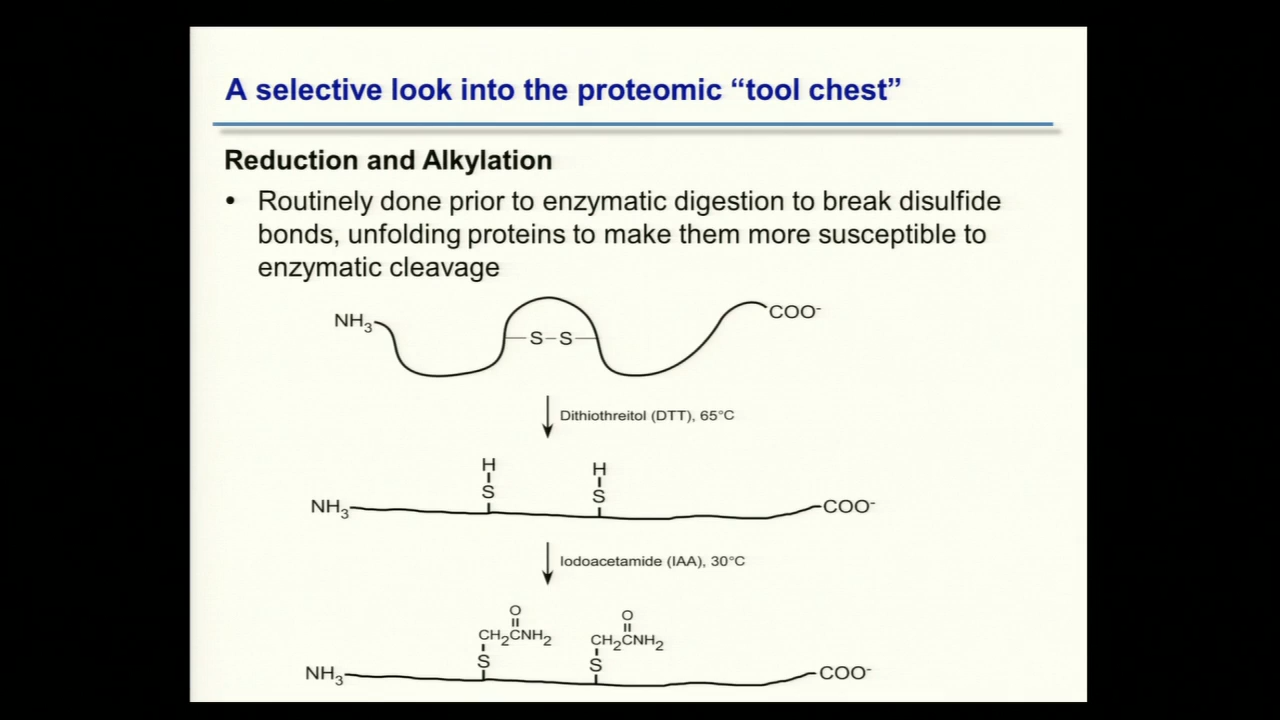 A selective look into the proteomic “tool chest”
Reduction and Alkylation
• Routinely done prior to enzymatic digestion to break disulfide
bonds, unfolding proteins to make them more susceptible to
enzymatic cleavage
NH3
S–S
COO-
Dithiothreitol (DTT), 65°C
H
H
S
S
NH3
COO-
Iodoacetamide (IAA), 30°C
O
O
CH2CNH2
CH2CNH2
S
S
NH3
COO-